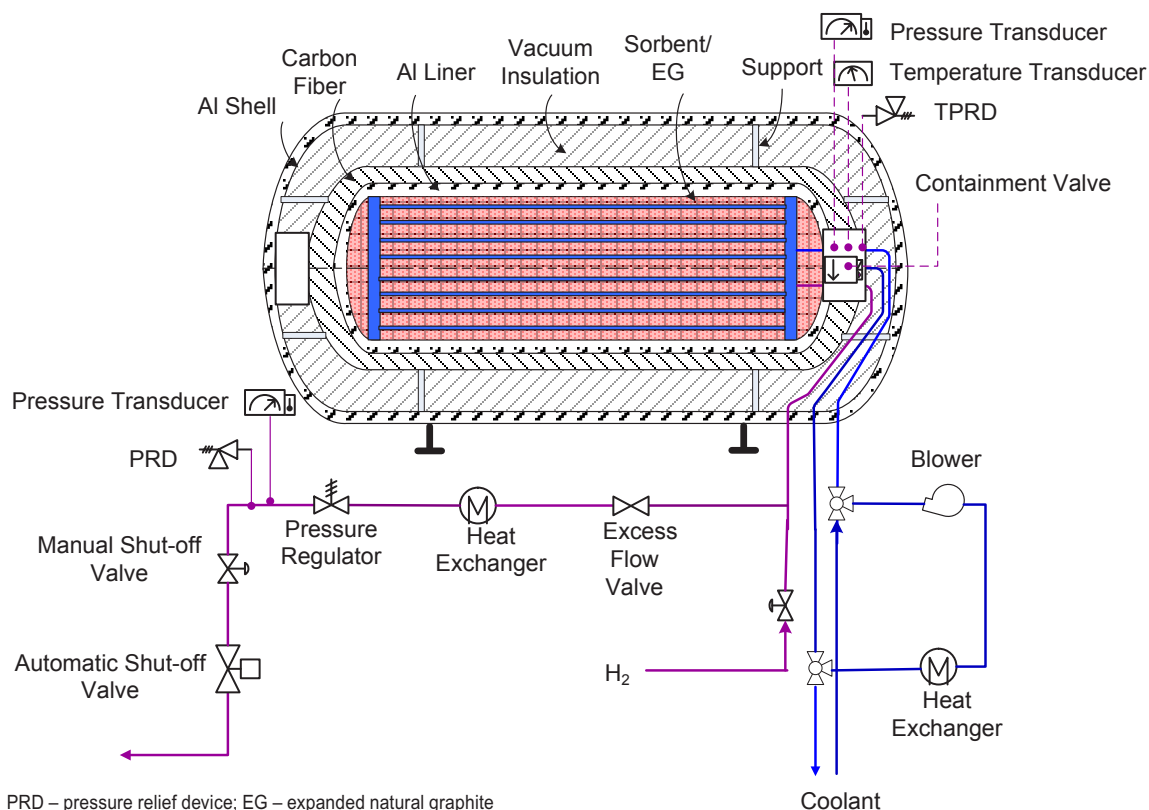 Pressure Transducer
Temperature Transducer
TPRD
Containment Valve
Support
Sorbent/
EG
Vacuum
Insulation
Al Liner
Carbon
Fiber
Al Shell
Pressure Transducer
PRD
Manual Shut-off
Valve
Automatic Shut-off
Valve
Pressure
Regulator
M
Heat
Exchanger
Excess
Flow
Valve
Blower
H₂
M
Heat
Exchanger
Coolant
PRD – pressure relief device; EG – expanded natural graphite